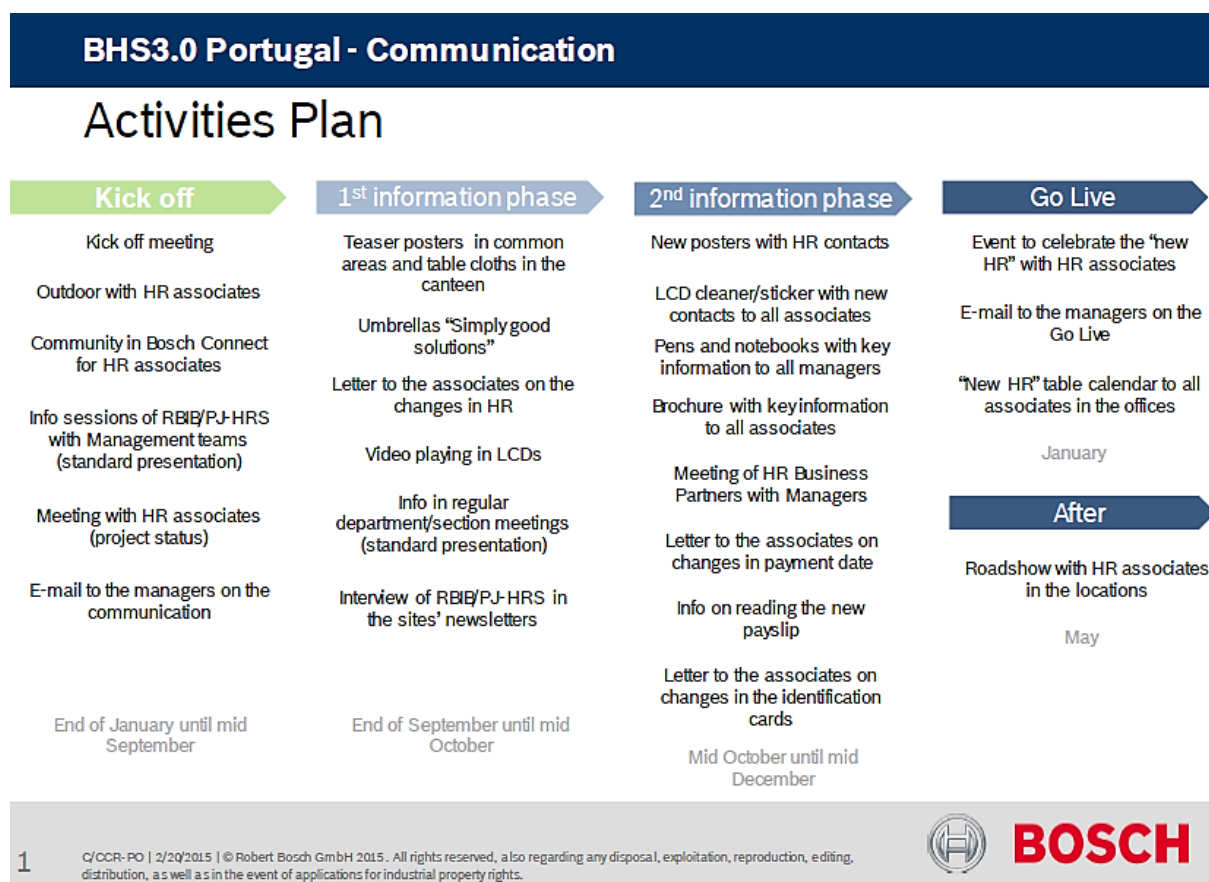 BHS3.0 Portugal - Communication
Activities Plan
Kick off
Kick off meeting
Outdoor with HR associates
Community in Bosch Connect
for HR associates
Info sessions of RBIB/PJ-HRS
with Management teams
(standard presentation)
Meeting with HR associates
(project status)
E-mail to the managers on the
communication
End of January until mid
September
1st information phase
Teaser posters in common
areas and table cloths in the
canteen
Umbrellas “Simply good
solutions”
Letter to the associates on the
changes in HR
Video playing in LCDs
Info in regular
department/section meetings
(standard presentation)
Interview of RBIB/PJ-HRS in
the sites’ newsletters
End of September until mid
October
2nd information phase
New posters with HR contacts
LCD cleaner/sticker with new
contacts to all associates
Pens and notebooks with key
information to all managers
Brochure with key information
to all associates
Meeting of HR Business
Partners with Managers
Letter to the associates on
changes in payment date
Info on reading the new
payslip
Letter to the associates on
changes in the identification
cards
Mid October until mid
December
Go Live
Event to celebrate the “new
HR” with HR associates
E-mail to the managers on the
Go Live
“New HR” table calendar to all
associates in the offices
January
After
Roadshow with HR associates
in the locations
May
1
C/CCR-PO | 2/20/2015 | © Robert Bosch GmbH 2015. All rights reserved, also regarding any disposal, exploitation, reproduction, editing,
distribution, as well as in the event of applications for industrial property rights.
BOSCH